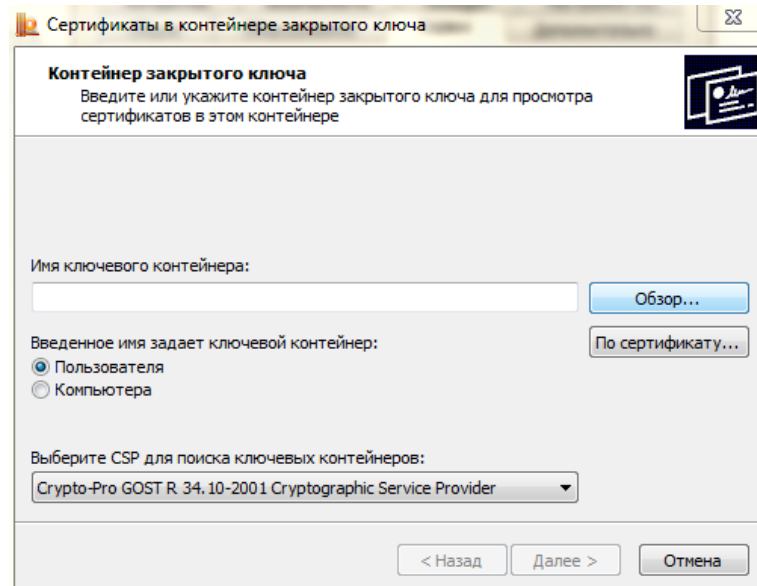 Сертификаты в контейнере закрытого ключа
Контейнер закрытого ключа
Введите или укажите контейнер закрытого ключа для просмотра
сертификатов в этом контейнере
Имя ключевого контейнера:
Обзор...
Введенное имя задает ключевой контейнер:
По сертификату...
Пользователя
Компьютера
Выберите CSP для поиска ключевых контейнеров:
Crypto-Pro GOST R 34.10-2001 Cryptographic Service Provider
< Назад
Далее >
Отмена